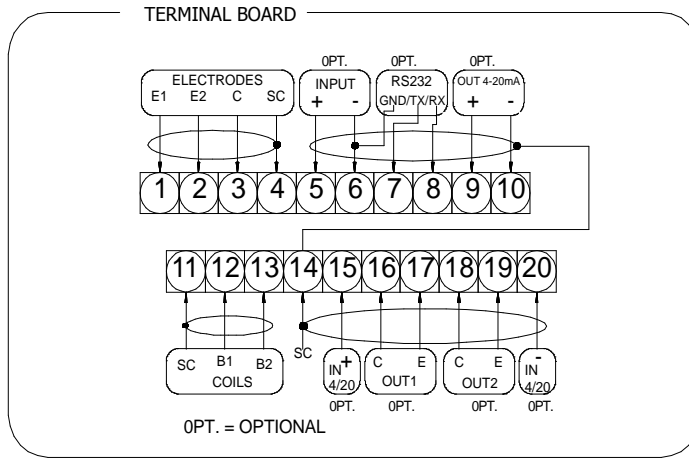 TERMINAL BOARD
0PT. 0PT. 0PT.
ELECTRODES INPUT RS232 OUT 4-20mA
E1 E2 C SC + - GND/TX/RX + -
1 2 3 4 5 6 7 8 9 10
11 12 13 14 15 16 17 18 19 20
SC B1 B2 SC IN + C E C E IN -
COILS 4/20 OUT1 OUT2 4/20
0PT. 0PT. 0PT. 0PT.
0PT. = OPTIONAL